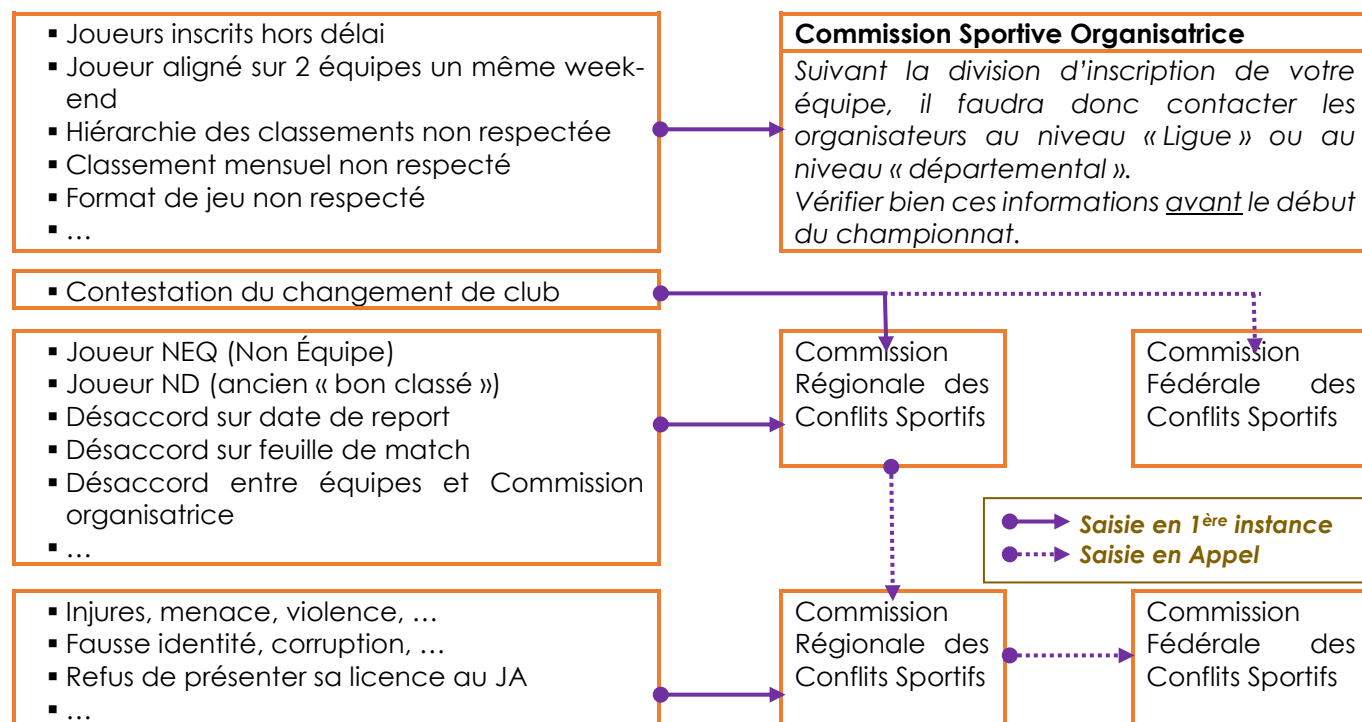 ▪ Joueurs inscrits hors délai
▪ Joueur aligné sur 2 équipes un même week-
end
▪ Hiérarchie des classements non respectée
▪ Classement mensuel non respecté
▪ Format de jeu non respecté
▪ …
Commission Sportive Organisatrice
Suivant la division d’inscription de votre
équipe, il faudra donc contacter les
organisateurs au niveau « Ligue » ou au
niveau « départemental ».
Vérifier bien ces informations avant le début
du championnat.
▪ Contestation du changement de club
▪ Joueur NEQ (Non Équipe)
▪ Joueur ND (ancien « bon classé »)
▪ Désaccord sur date de report
▪ Désaccord sur feuille de match
▪ Désaccord entre équipes et Commission
organisatrice
▪ …
Commission
Régionale des
Conflits Sportifs
Commission
Fédérale des
Conflits Sportifs
Saisie en 1ère instance
Saisie en Appel
▪ Injures, menace, violence, …
▪ Fausse identité, corruption, …
▪ Refus de présenter sa licence au JA
▪ …
Commission
Régionale des
Conflits Sportifs
Commission
Fédérale des
Conflits Sportifs